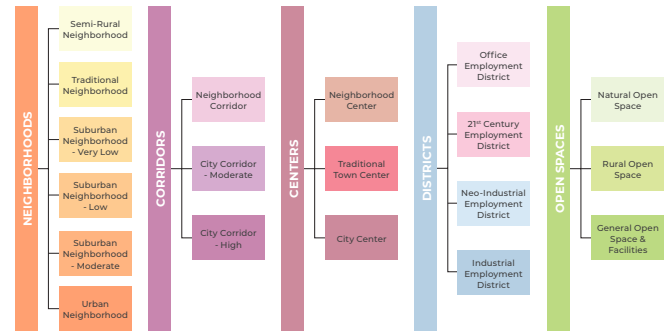 NEIGHBORHOODS
Semi-Rural
Neighborhood
Traditional
Neighborhood
Suburban
Neighborhood
- Very Low
Suburban
Neighborhood
- Low
Suburban
Neighborhood
- Moderate
Urban
Neighborhood
CORRIDORS
Neighborhood
Corridor
City Corridor
- Moderate
City Corridor
- High
CENTERS
Neighborhood
Center
Traditional
Town Center
City Center
DISTRICTS
Office
Employment
District
21st Century
Employment
District
Neo-Industrial
Employment
District
Industrial
Employment
District
OPEN SPACES
Natural Open
Space
Rural Open
Space
General Open
Space &
Facilities